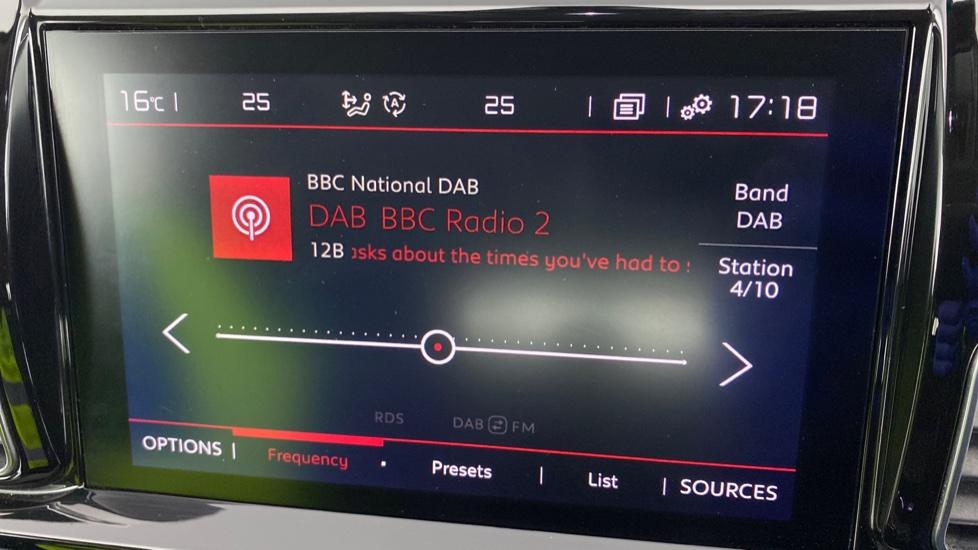 16°C | 25 25 | | 17:18
BBC National DAB
DAB BBC Radio 2
12B asks about the times you've had to
Band
DAB
Station
4/10
RDS DAB FM
OPTIONS | Frequency · Presets | List | SOURCES